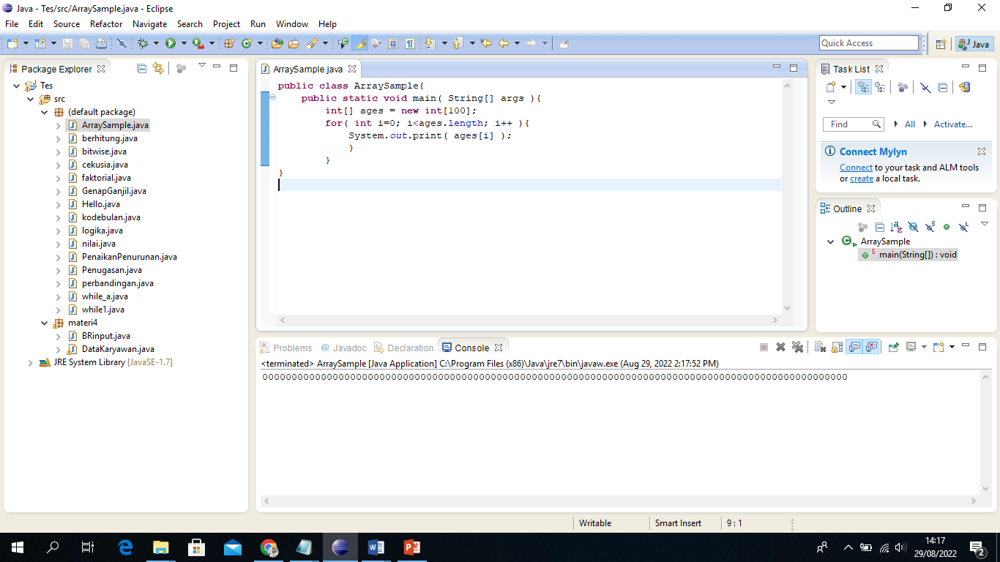 Java - Tes/src/ArraySample.java - Eclipse
File Edit Source Refactor Navigate Search Project Run Window Help
Quick Access
Java
Package Explorer
Tes
src
(default package)
ArraySample.java
berhitung.java
bitwise.java
cekusia.java
faktorial.java
GenapGanjil.java
Hello.java
kodebulan.java
logika.java
nilai.java
PenaikanPenurunan.java
Penugasan.java
perbandingan.java
while_a.java
while1.java
materi4
BRinput.java
DataKaryawan.java
JRE System Library [JavaSE-1.7]
ArraySample.java
public class ArraySample{
public static void main( String[] args ){
int[] ages = new int[100];
for( int i=0; i<ages.length; i++ ){
System.out.print( ages[i] );
}
}
}
Task List
Find All Activate...
Connect Mylyn
Connect to your task and ALM tools
or create a local task.
Outline
ArraySample
main(String[]) : void
Problems @ Javadoc Declaration Console
<terminated> ArraySample [Java Application] C:\Program Files (x86)\Java\jre7\bin\javaw.exe (Aug 29, 2022 2:17:52 PM)
0000000000000000000000000000000000000000000000000000000000000000000000000000000000000000000000000000
Writable Smart Insert 9 : 1
14:17
29/08/2022
2